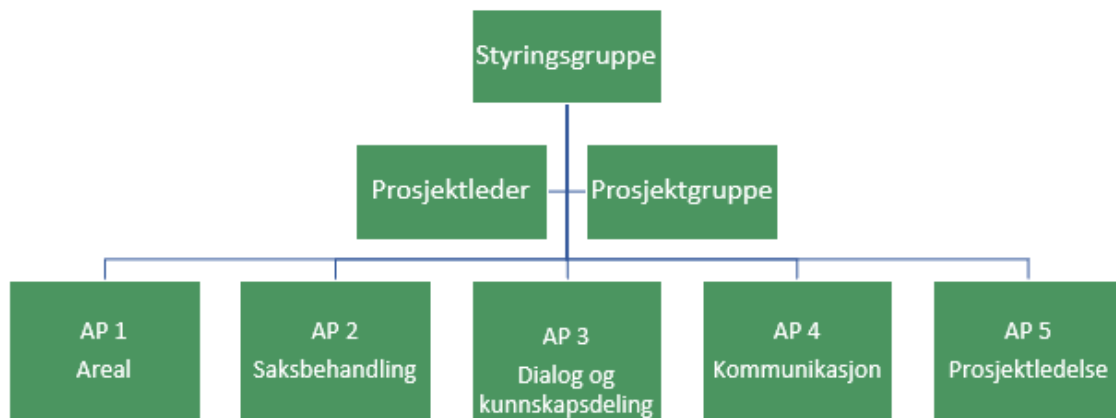 Styringsgruppe
Prosjektleder
Prosjektgruppe
AP 1
Areal
AP 2
Saksbehandling
AP 3
Dialog og
kunnskapsdeling
AP 4
Kommunikasjon
AP 5
Prosjektledelse